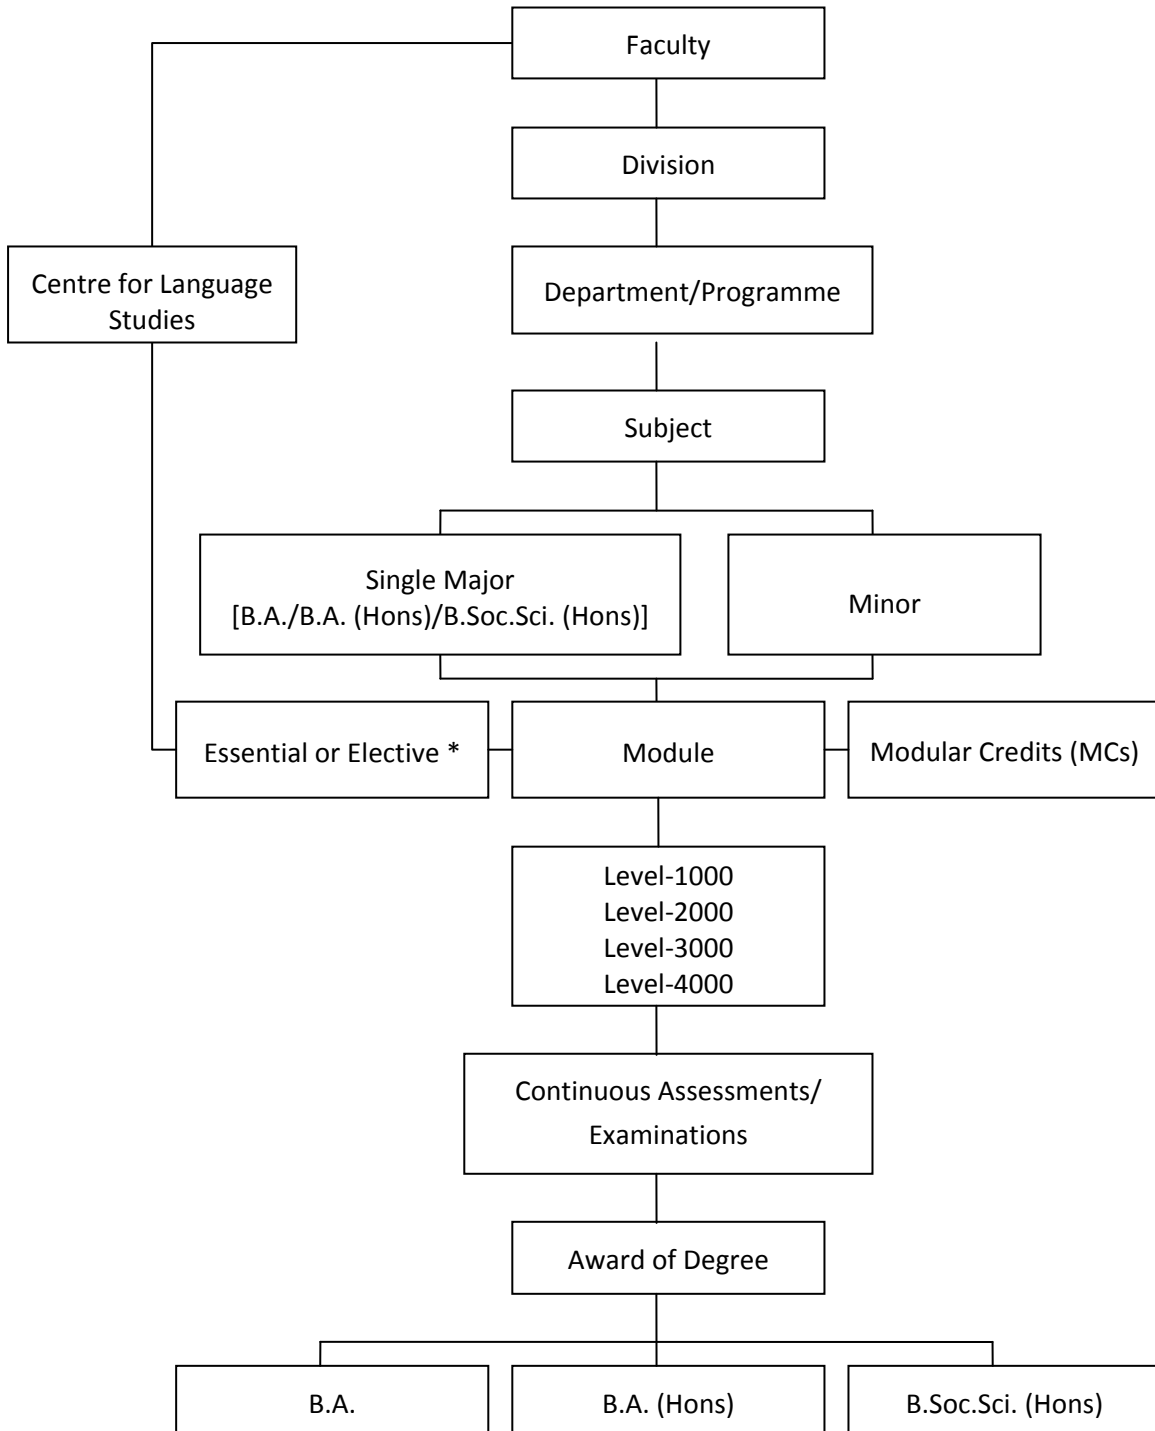 Faculty
Division
Centre for Language
Studies
Department/Programme
Subject
Single Major
[B.A./B.A. (Hons)/B.Soc.Sci. (Hons)]
Minor
Essential or Elective *
Module
Modular Credits (MCs)
Level-1000
Level-2000
Level-3000
Level-4000
Continuous Assessments/
Examinations
Award of Degree
B.A.
B.A. (Hons)
B.Soc.Sci. (Hons)